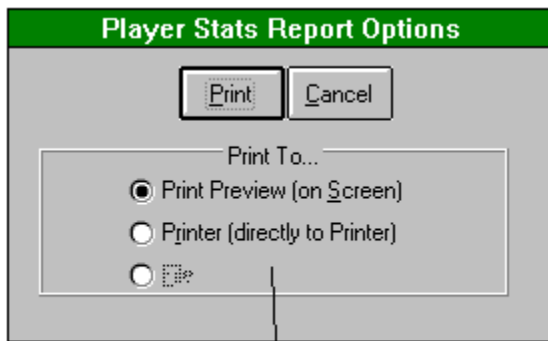 Player Stats Report Options
Print Cancel
Print To...
Print Preview (on Screen)
Printer (directly to Printer)